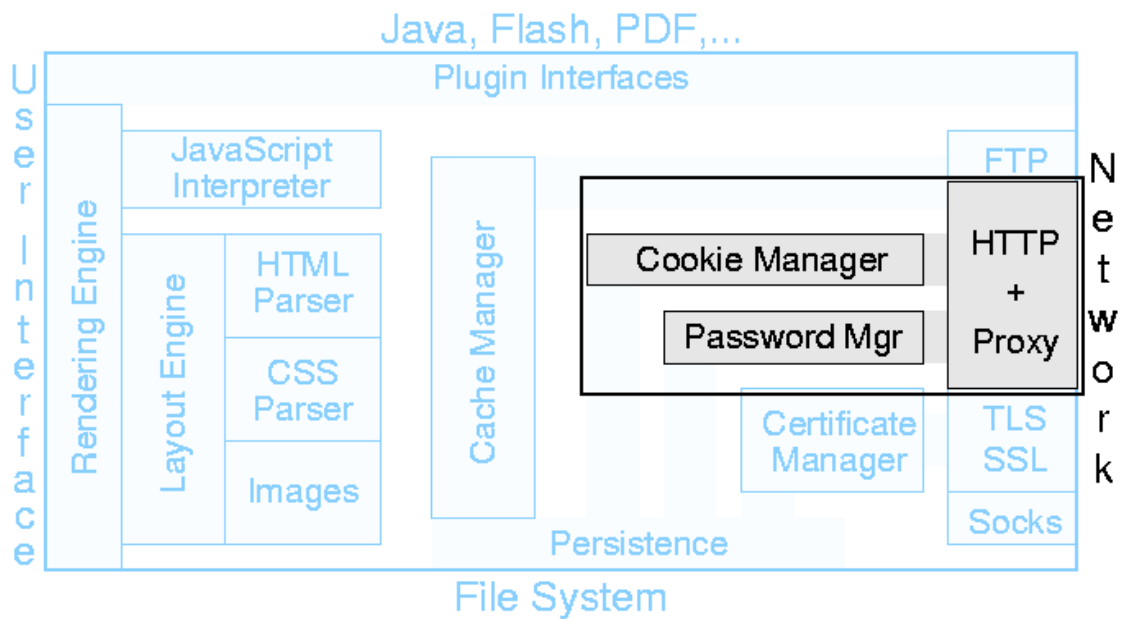 Java, Flash, PDF,...
Plugin Interfaces
User Interface
Rendering Engine
JavaScript
Interpreter
Layout Engine
HTML
Parser
CSS
Parser
Images
Cache Manager
Cookie Manager
Password Mgr
Certificate
Manager
FTP
HTTP
+
Proxy
TLS
SSL
Socks
Network
Persistence
File System